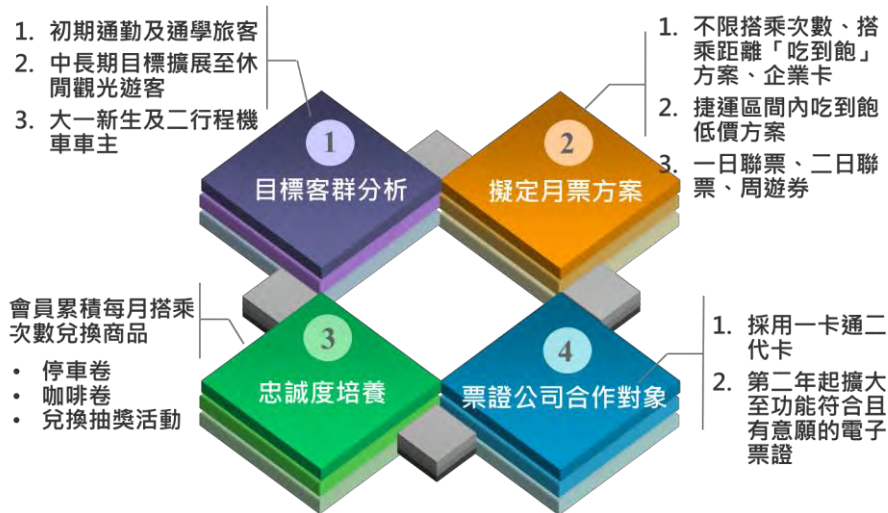 1. 初期通勤及通學旅客
2. 中長期目標擴展至休
閒觀光遊客
3. 大一新生及二行程機
車車主
1
目標客群分析
1. 不限搭乘次數、搭
乘距離「吃到飽」
方案、企業卡
2. 捷運區間內吃到飽
低價方案
3. 一日聯票、二日聯
票、周遊券
2
擬定月票方案
會員累積每月搭乘
次數兌換商品
• 停車卷
• 咖啡卷
• 兌換抽獎活動
3
忠誠度培養
4
票證公司合作對象
1. 採用一卡通二
代卡
2. 第二年起擴大
至功能符合且
有意願的電子
票證